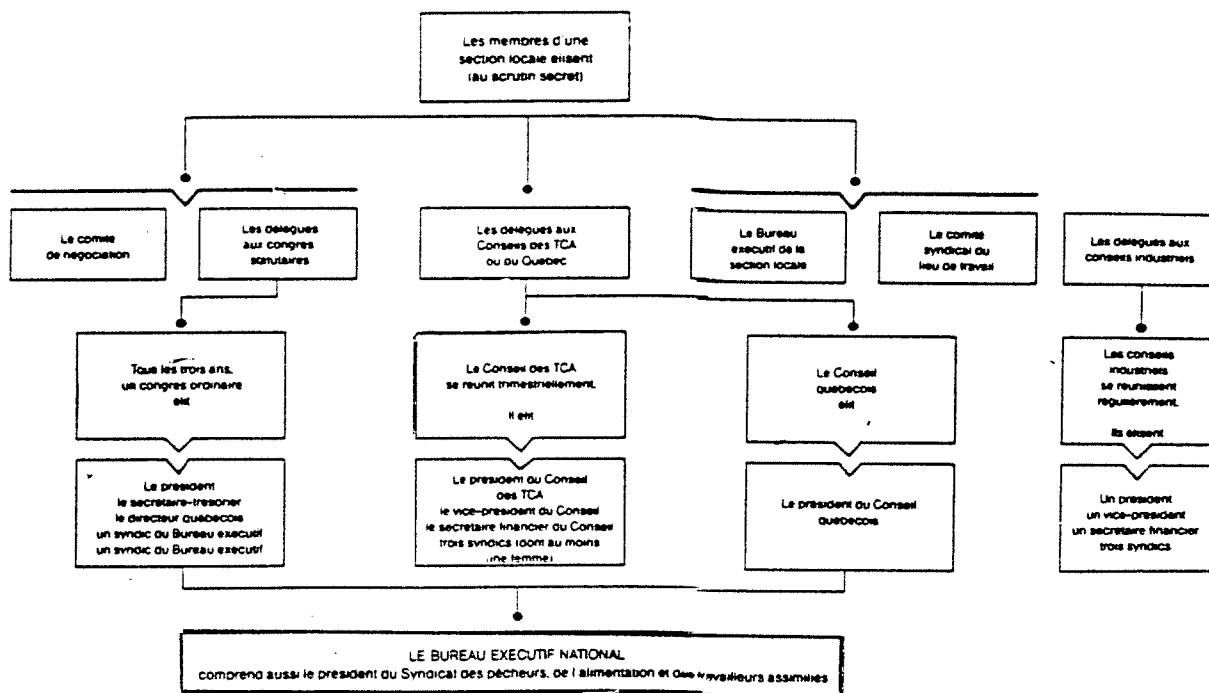 Les membres d'une
section locale élisent
(au scrutin secret)
Le comité
de négociation
Les délégués
aux congrès
statutaires
Les délégués aux
Conseils des TCA
ou du Québec
Le Bureau
exécutif de la
section locale
Le comité
syndical du
lieu de travail
Les délégués aux
conseils industriels
Tous les trois ans,
un congrès ordinaire
élit
Le Conseil des TCA
se réunit trimestriellement.
Il élit
Le Conseil
québécois
élit
Les conseils
industriels
se réunissent
régulièrement.
Ils élisent
Le président
le secrétaire-trésorier
le directeur québécois
un syndic du Bureau exécutif
un syndic du Bureau exécutif
Le président du Conseil
des TCA
le vice-président du Conseil
le secrétaire financier du Conseil
trois syndics (dont au moins
une femme)
Le président du Conseil
québécois
Un président
un vice-président
un secrétaire financier
trois syndics
LE BUREAU EXECUTIF NATIONAL
comprend aussi le président du Syndicat des pêcheurs, de l'alimentation et des travailleurs assimilés